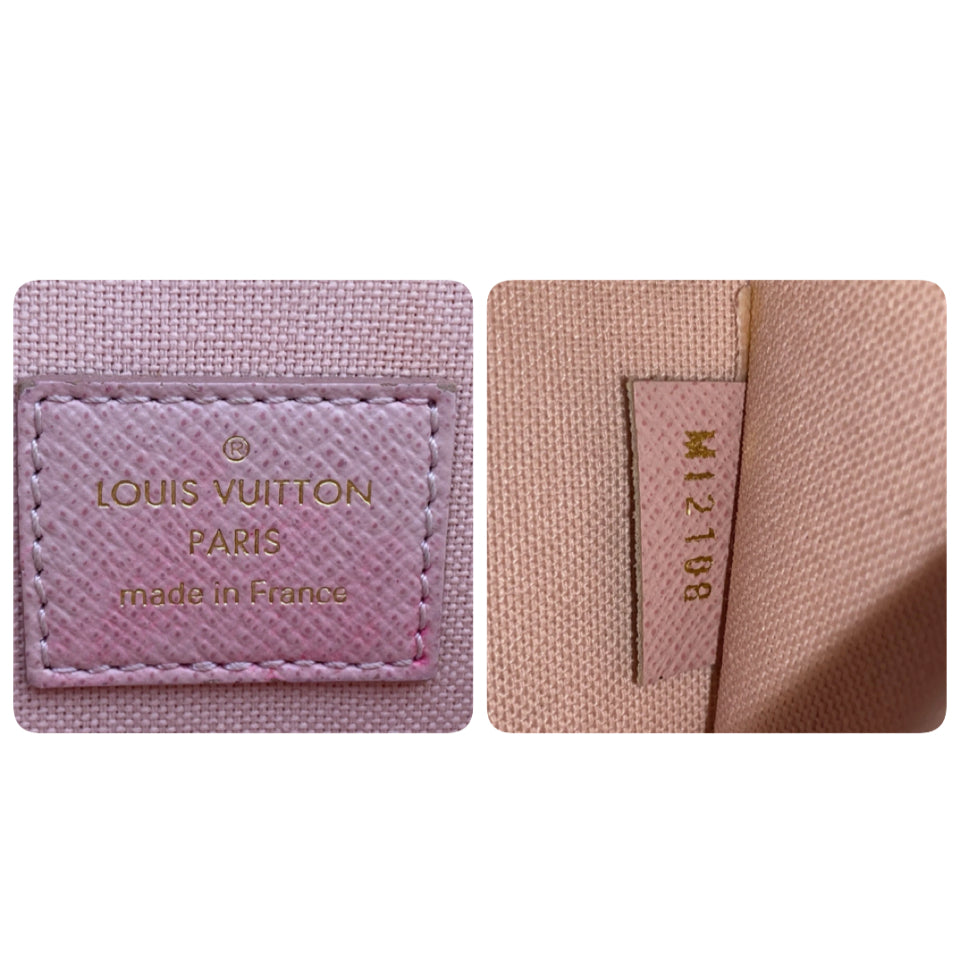 ®
LOUIS VUITTON
PARIS
made in France
MI2108